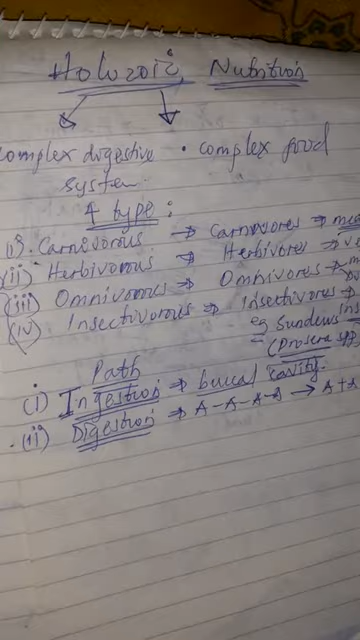 Holozoic Nutrition
complex digestive system
• complex food
4 type:
(i) Carnivorous → Carnivores ⇒
(ii) Herbivorous ⇒ Herbivores ⇒
(iii) Omnivorous ⇒ Omnivores ⇒
(iv) Insectivorous ⇒ Insectivorous ⇒
eg Sundews
(Drosera spp
Path
(i) Ingestion ⇒ buccal cavity.
(ii) Digestion ⇒ A-A-A-A → A+A